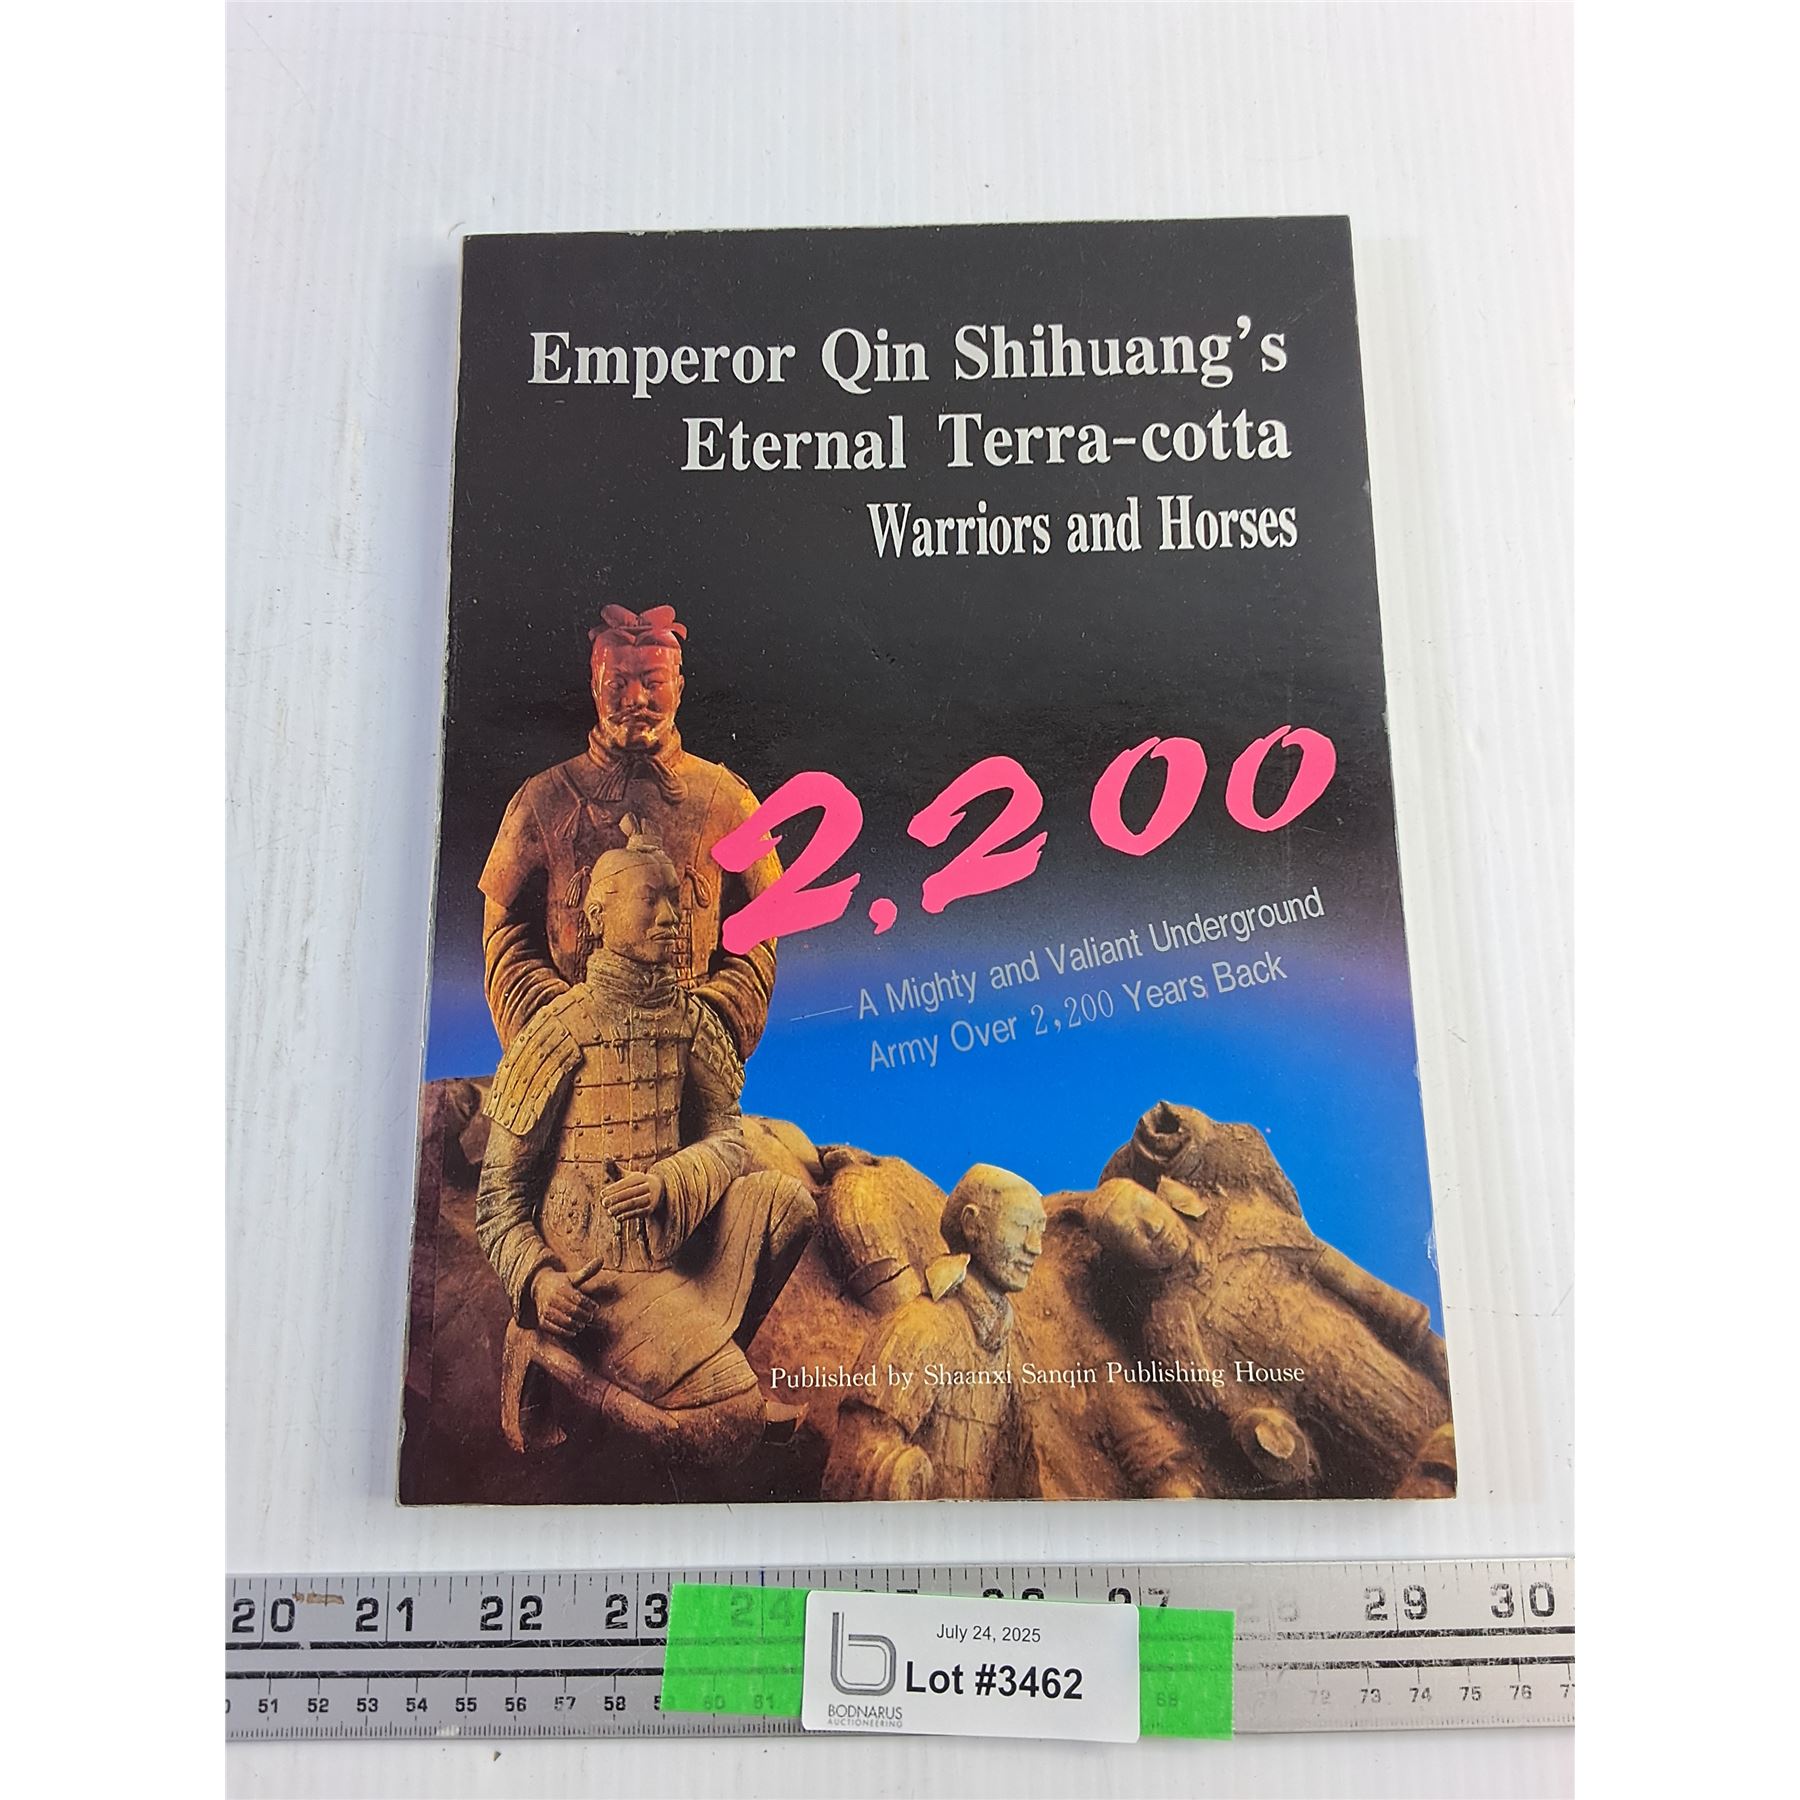 Emperor Qin Shihuang's
Eternal Terra-cotta
Warriors and Horses
2,200
—A Mighty and Valiant Underground
Army Over 2,200 Years Back
Published by Shaanxi Sanqin Publishing House
20 21 22 23 24 27 28 29 30
July 24, 2025
Lot #3462
BODNARUS
AUCTIONEERING
51 52 53 54 55 56 57 58 60 61 68 72 73 74 75 76